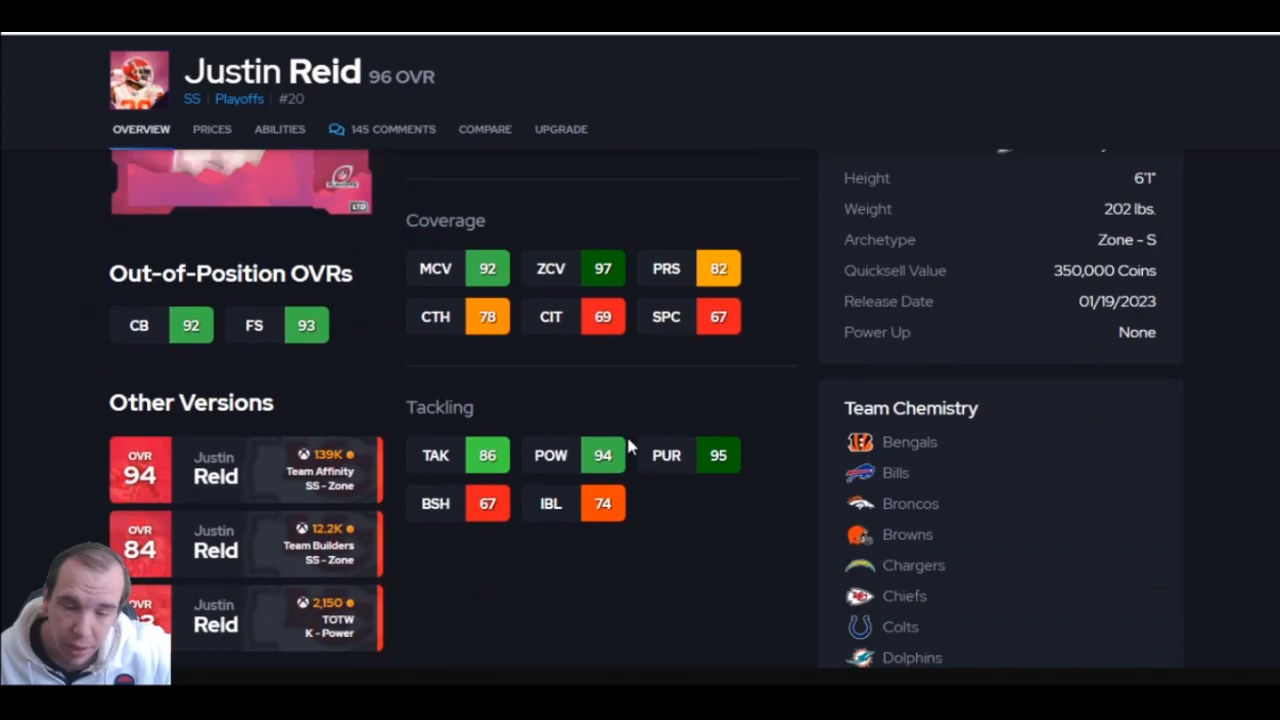 Justin Reid 96 OVR
SS | Playoffs | #20
OVERVIEW PRICES ABILITIES 145 COMMENTS COMPARE UPGRADE
PLAYOFFS
LTD
Out-of-Position OVRs
CB 92 FS 93
Other Versions
OVR
94
Justin
Reid
139K
Team Affinity
SS - Zone
OVR
84
Justin
Reid
12.2K
Team Builders
SS - Zone
OVR
Justin
Reid
2,150
TOTW
K - Power
Coverage
MCV 92 ZCV 97 PRS 82
CTH 78 CIT 69 SPC 67
Tackling
TAK 86 POW 94 PUR 95
BSH 67 IBL 74
Height 6'1"
Weight 202 lbs.
Archetype Zone - S
Quicksell Value 350,000 Coins
Release Date 01/19/2023
Power Up None
Team Chemistry
Bengals
Bills
Broncos
Browns
Chargers
Chiefs
Colts
Dolphins